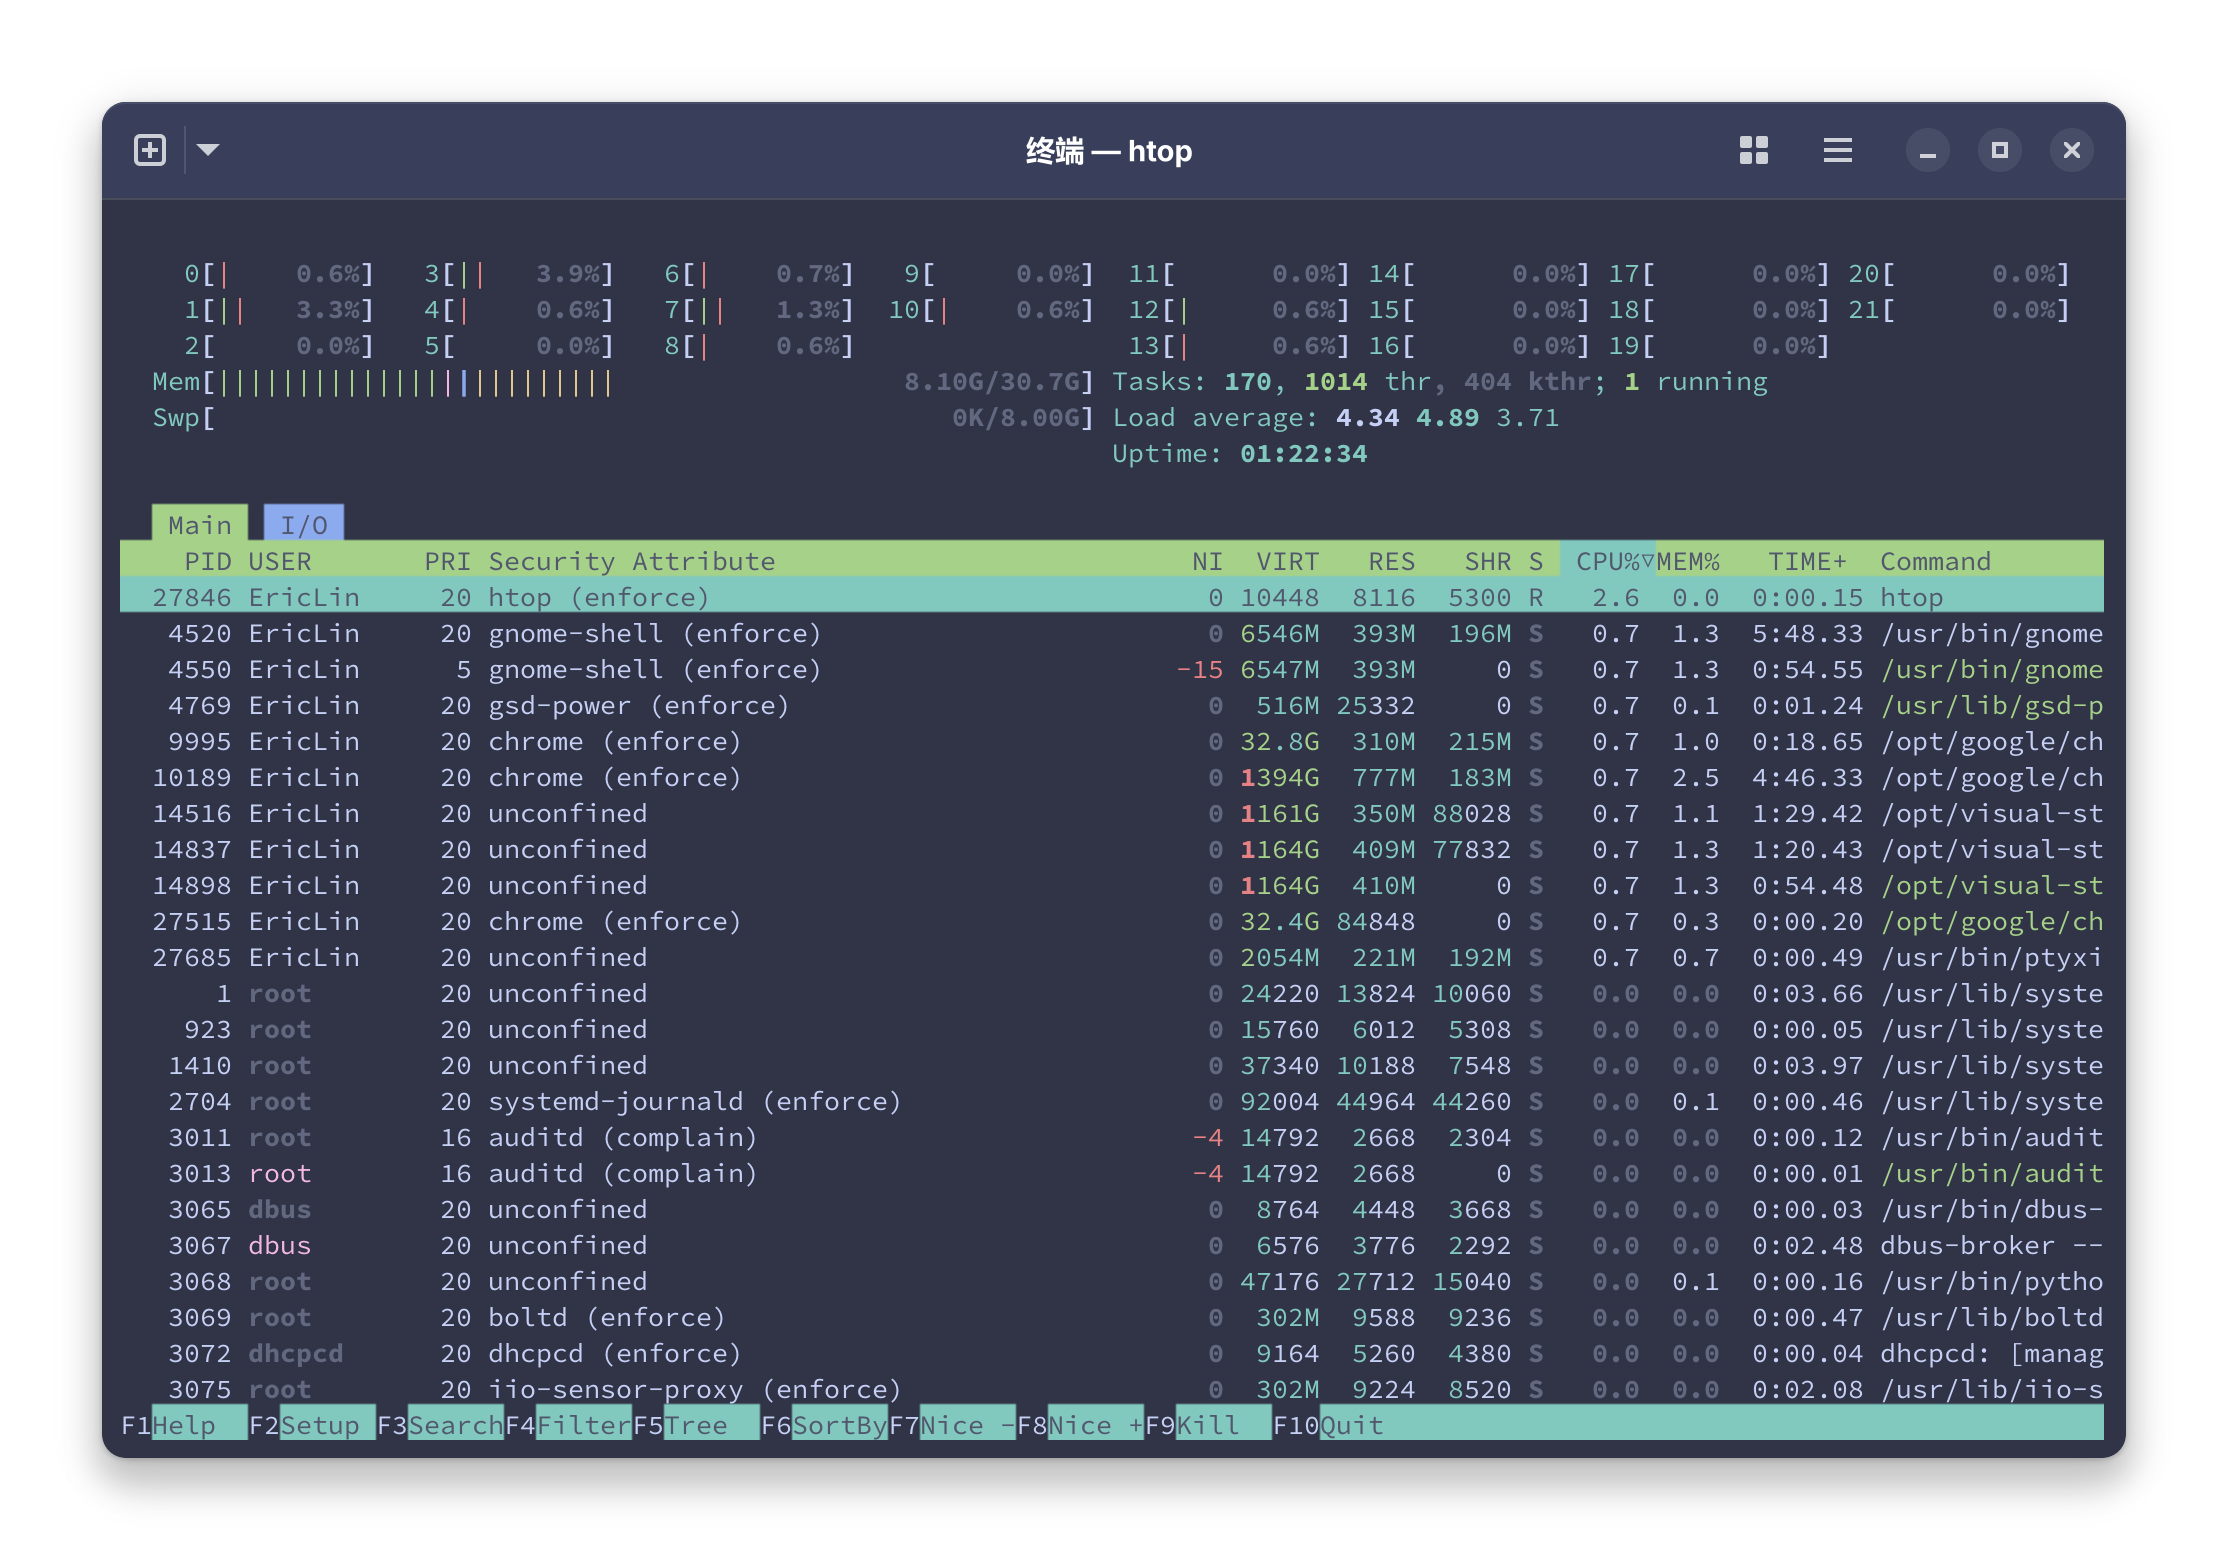 终端 — htop
0[| 0.6%] 3[|| 3.9%] 6[| 0.7%] 9[ 0.0%] 11[ 0.0%] 14[ 0.0%] 17[ 0.0%] 20[ 0.0%]
1[|| 3.3%] 4[| 0.6%] 7[|| 1.3%] 10[| 0.6%] 12[| 0.6%] 15[ 0.0%] 18[ 0.0%] 21[ 0.0%]
2[ 0.0%] 5[ 0.0%] 8[| 0.6%] 13[| 0.6%] 16[ 0.0%] 19[ 0.0%]
Mem[||||||||||||||||||||||||| 8.10G/30.7G] Tasks: 170, 1014 thr, 404 kthr; 1 running
Swp[ 0K/8.00G] Load average: 4.34 4.89 3.71
Uptime: 01:22:34
Main I/O
PID USER PRI Security Attribute NI VIRT RES SHR S CPU%▽MEM% TIME+ Command
27846 EricLin 20 htop (enforce) 0 10448 8116 5300 R 2.6 0.0 0:00.15 htop
4520 EricLin 20 gnome-shell (enforce) 0 6546M 393M 196M S 0.7 1.3 5:48.33 /usr/bin/gnome
4550 EricLin 5 gnome-shell (enforce) -15 6547M 393M 0 S 0.7 1.3 0:54.55 /usr/bin/gnome
4769 EricLin 20 gsd-power (enforce) 0 516M 25332 0 S 0.7 0.1 0:01.24 /usr/lib/gsd-p
9995 EricLin 20 chrome (enforce) 0 32.8G 310M 215M S 0.7 1.0 0:18.65 /opt/google/ch
10189 EricLin 20 chrome (enforce) 0 1394G 777M 183M S 0.7 2.5 4:46.33 /opt/google/ch
14516 EricLin 20 unconfined 0 1161G 350M 88028 S 0.7 1.1 1:29.42 /opt/visual-st
14837 EricLin 20 unconfined 0 1164G 409M 77832 S 0.7 1.3 1:20.43 /opt/visual-st
14898 EricLin 20 unconfined 0 1164G 410M 0 S 0.7 1.3 0:54.48 /opt/visual-st
27515 EricLin 20 chrome (enforce) 0 32.4G 84848 0 S 0.7 0.3 0:00.20 /opt/google/ch
27685 EricLin 20 unconfined 0 2054M 221M 192M S 0.7 0.7 0:00.49 /usr/bin/ptyxi
1 root 20 unconfined 0 24220 13824 10060 S 0.0 0.0 0:03.66 /usr/lib/syste
923 root 20 unconfined 0 15760 6012 5308 S 0.0 0.0 0:00.05 /usr/lib/syste
1410 root 20 unconfined 0 37340 10188 7548 S 0.0 0.0 0:03.97 /usr/lib/syste
2704 root 20 systemd-journald (enforce) 0 92004 44964 44260 S 0.0 0.1 0:00.46 /usr/lib/syste
3011 root 16 auditd (complain) -4 14792 2668 2304 S 0.0 0.0 0:00.12 /usr/bin/audit
3013 root 16 auditd (complain) -4 14792 2668 0 S 0.0 0.0 0:00.01 /usr/bin/audit
3065 dbus 20 unconfined 0 8764 4448 3668 S 0.0 0.0 0:00.03 /usr/bin/dbus-
3067 dbus 20 unconfined 0 6576 3776 2292 S 0.0 0.0 0:02.48 dbus-broker --
3068 root 20 unconfined 0 47176 27712 15040 S 0.0 0.1 0:00.16 /usr/bin/pytho
3069 root 20 boltd (enforce) 0 302M 9588 9236 S 0.0 0.0 0:00.47 /usr/lib/boltd
3072 dhcpcd 20 dhcpcd (enforce) 0 9164 5260 4380 S 0.0 0.0 0:00.04 dhcpcd: [manag
3075 root 20 iio-sensor-proxy (enforce) 0 302M 9224 8520 S 0.0 0.0 0:02.08 /usr/lib/iio-s
F1Help F2Setup F3SearchF4FilterF5Tree F6SortByF7Nice -F8Nice +F9Kill F10Quit